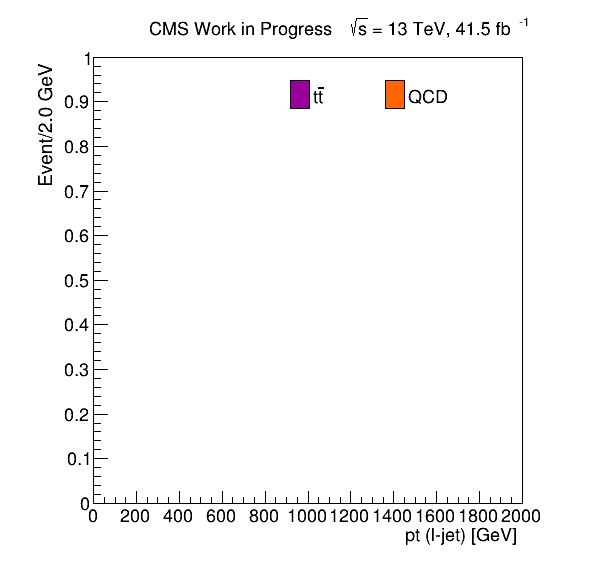 CMS Work in Progress √s = 13 TeV, 41.5 fb⁻¹
Event/2.0 GeV
1
0.9
0.8
0.7
0.6
0.5
0.4
0.3
0.2
0.1
0
tt̄
QCD
0 200 400 600 800 1000 1200 1400 1600 1800 2000
pt (l-jet) [GeV]